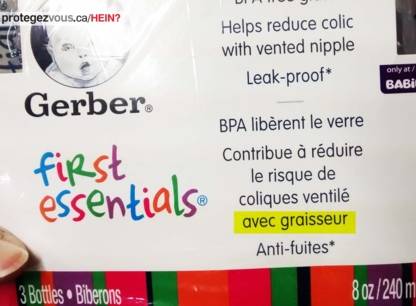 protegezvous.ca/HEIN?
Helps reduce colic
with vented nipple
Leak-proof*
only at /
Gerber®
BPA libèrent le verre
first
essentials®
Contribue à réduire
le risque de
coliques ventilé
avec graisseur
Anti-fuites*
3 Bottles • Biberons
8 oz / 240 m